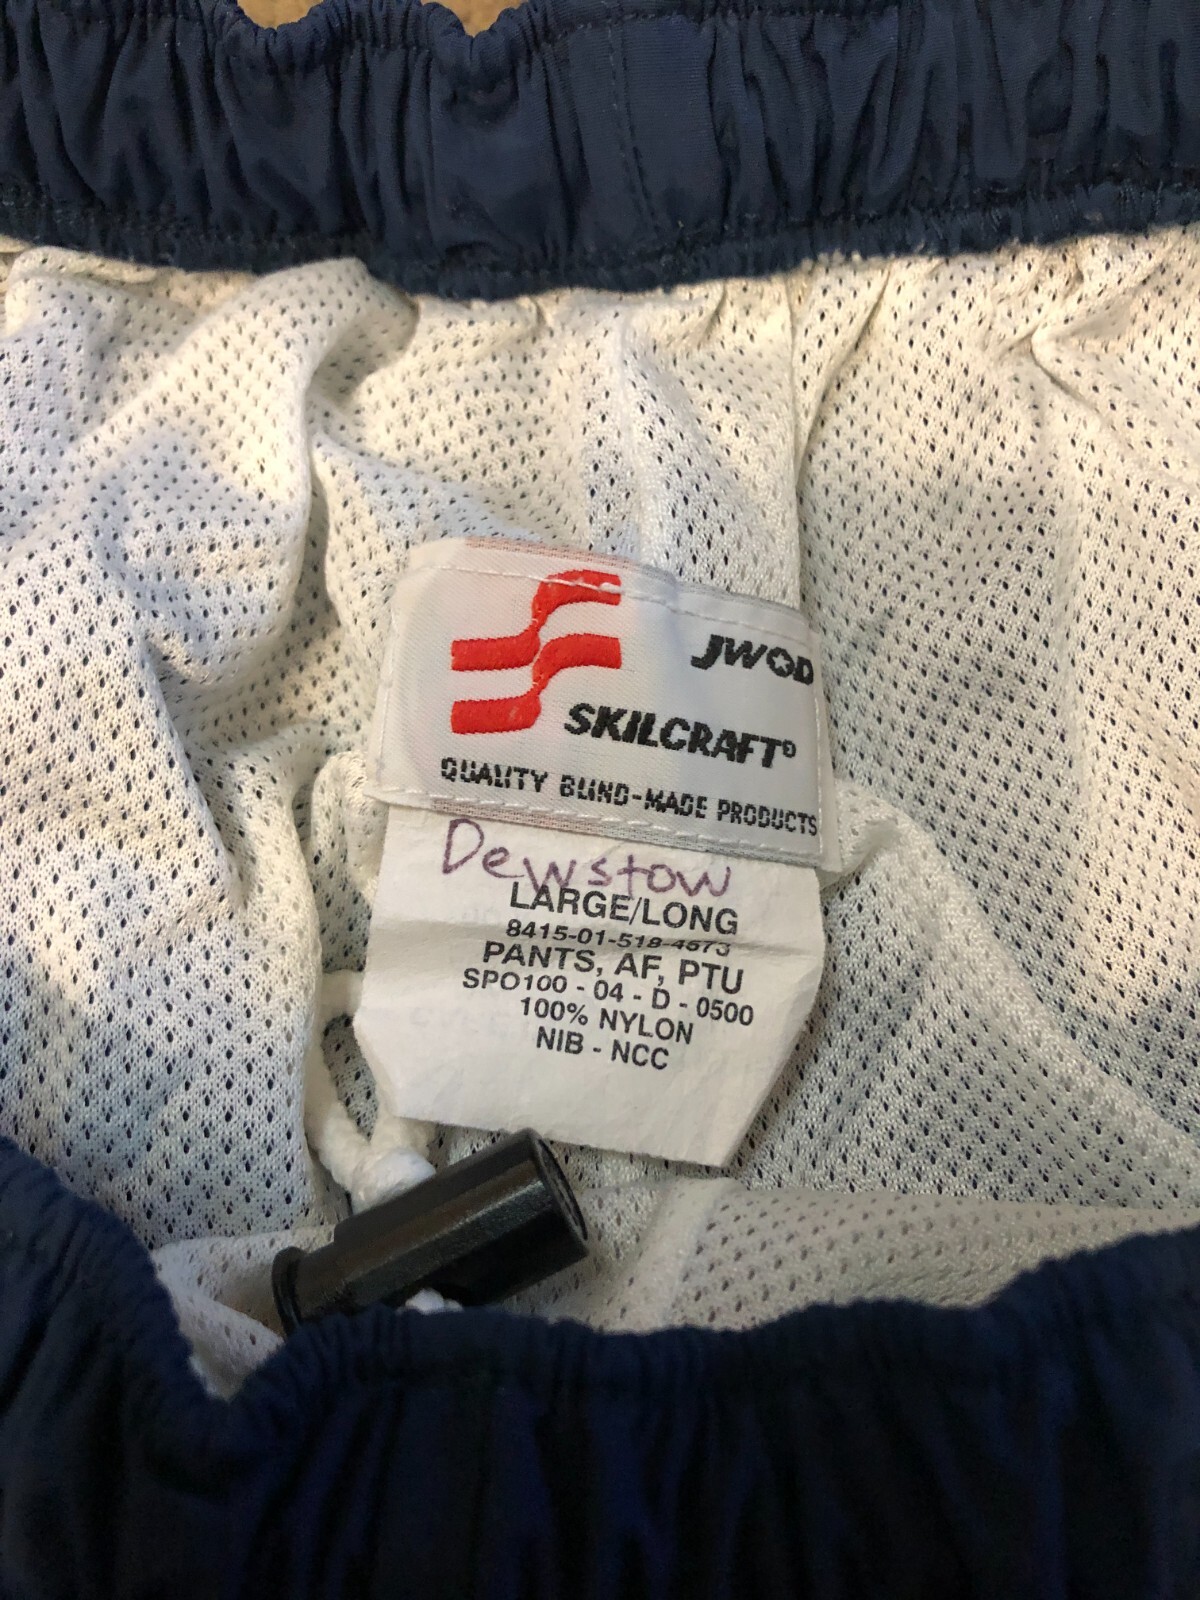 JWOD
SKILCRAFT®
QUALITY BLIND-MADE PRODUCTS
Dewstow
LARGE/LONG
8415-01-518-4673
PANTS, AF, PTU
SPO100 - 04 - D - 0500
100% NYLON
NIB - NCC